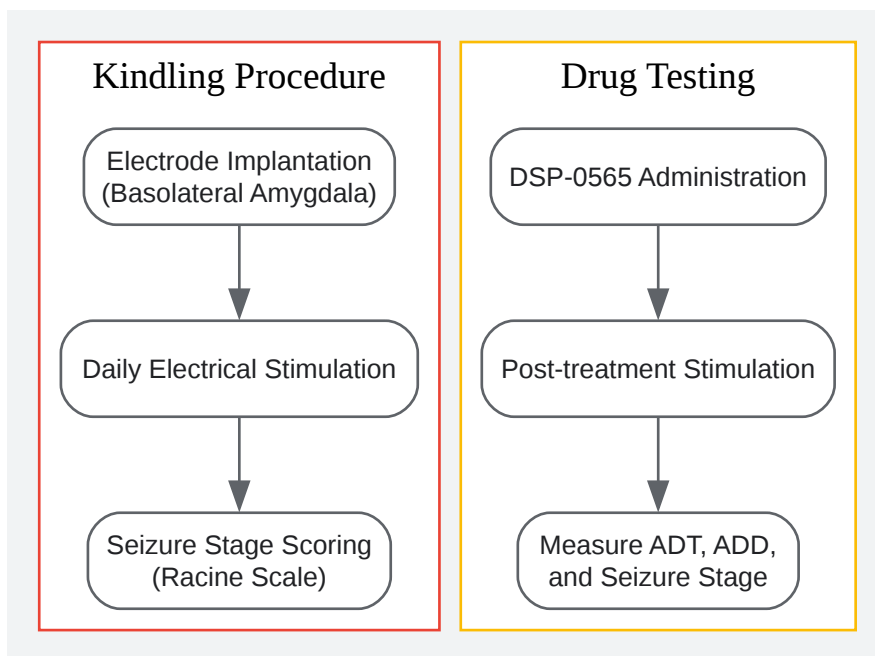 Kindling Procedure
Electrode Implantation
(Basolateral Amygdala)
Daily Electrical Stimulation
Seizure Stage Scoring
(Racine Scale)
Drug Testing
DSP-0565 Administration
Post-treatment Stimulation
Measure ADT, ADD,
and Seizure Stage